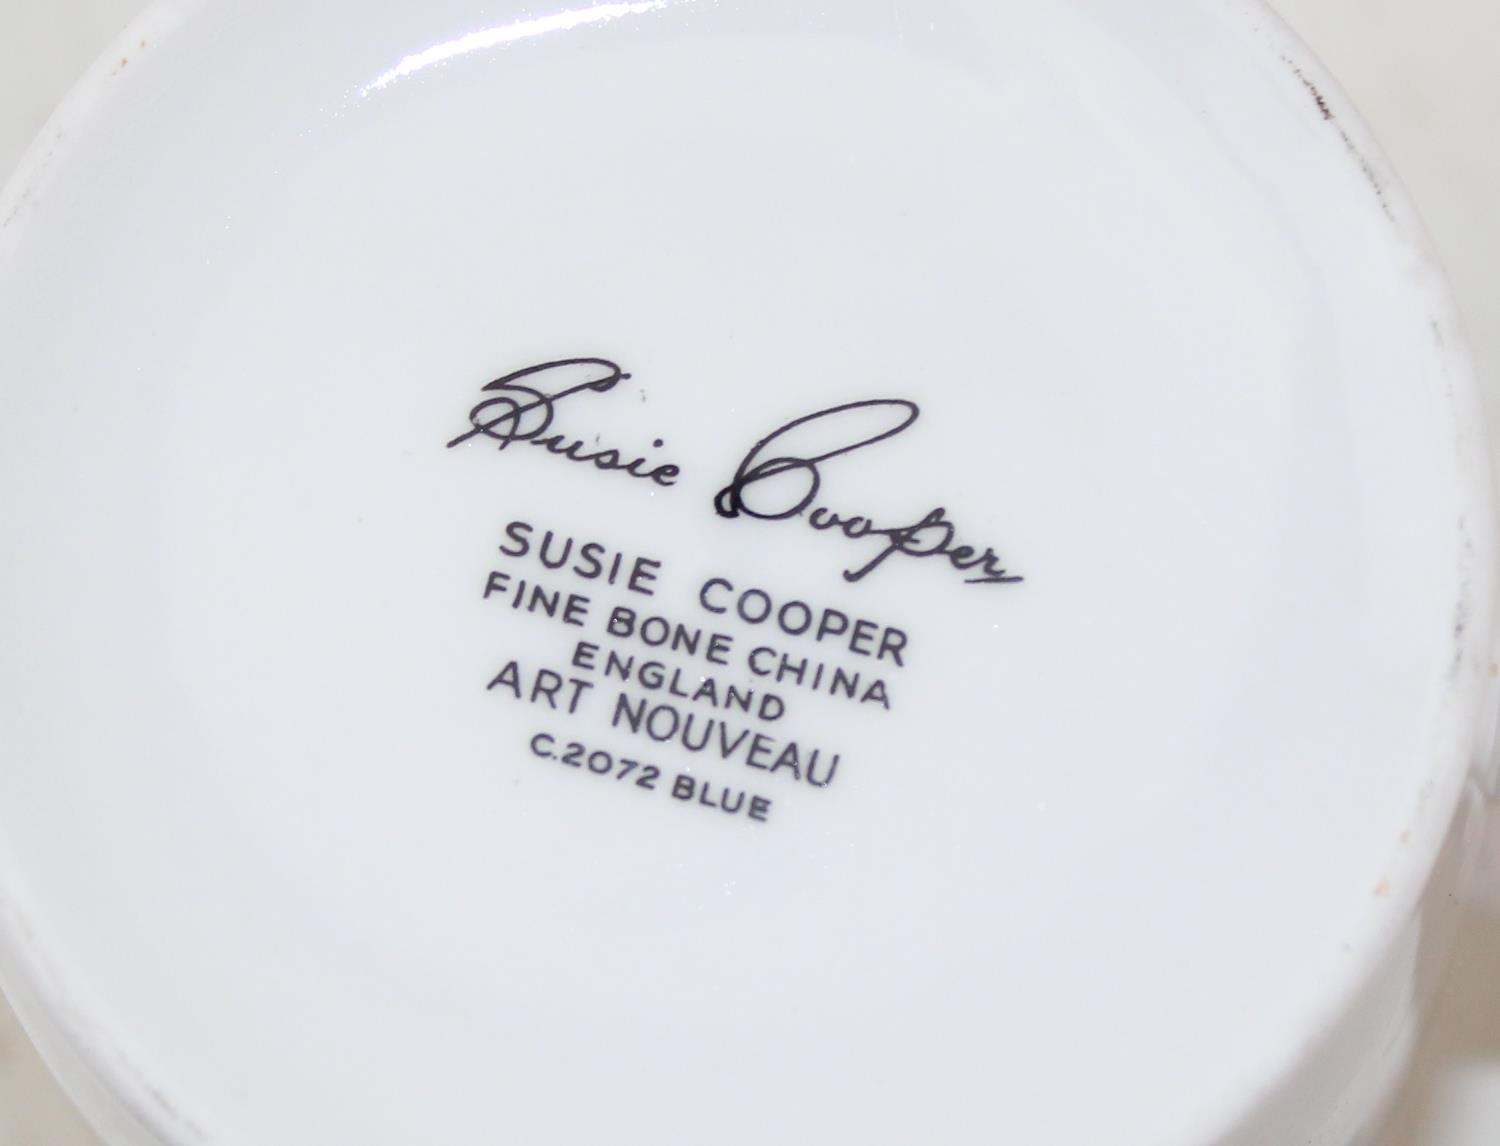 Susie Cooper
SUSIE COOPER
FINE BONE CHINA
ENGLAND
ART NOUVEAU
C.2072 BLUE